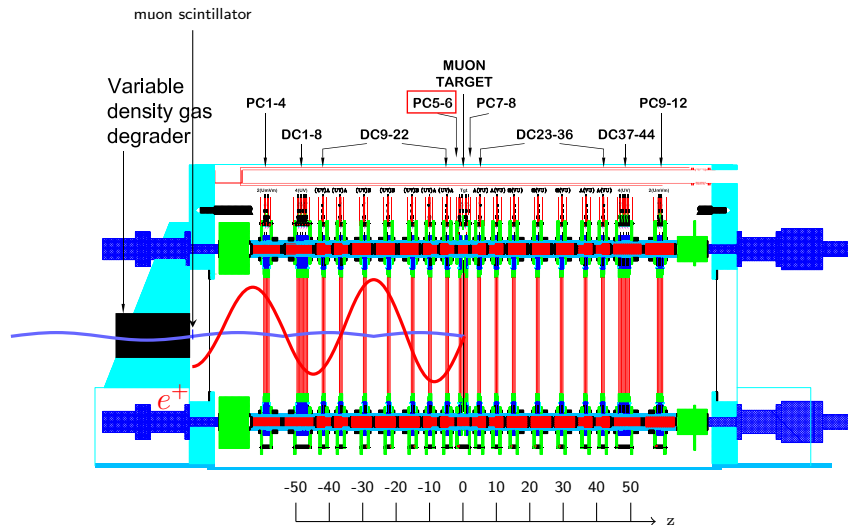 muon scintillator
Variable
density gas
degrader
MUON
TARGET
PC1-4
PC5-6
PC7-8
PC9-12
DC1-8
DC9-22
DC23-36
DC37-44
e+
-50 -40 -30 -20 -10 0 10 20 30 40 50
z